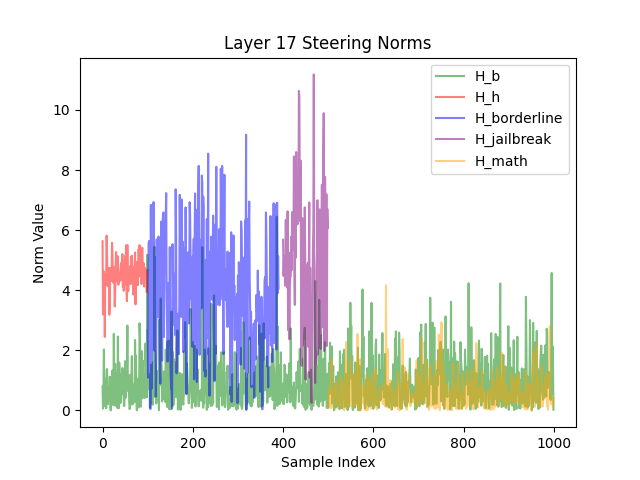 Layer 17 Steering Norms
H_b
H_h
H_borderline
H_jailbreak
H_math
Norm Value
10
8
6
4
2
0
0 200 400 600 800 1000
Sample Index